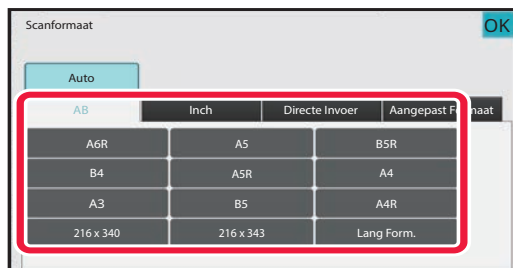 Scanformaat OK
Auto
AB Inch Directe Invoer Aangepast Formaat
A6R A5 B5R
B4 A5R A4
A3 B5 A4R
216 x 340 216 x 343 Lang Form.